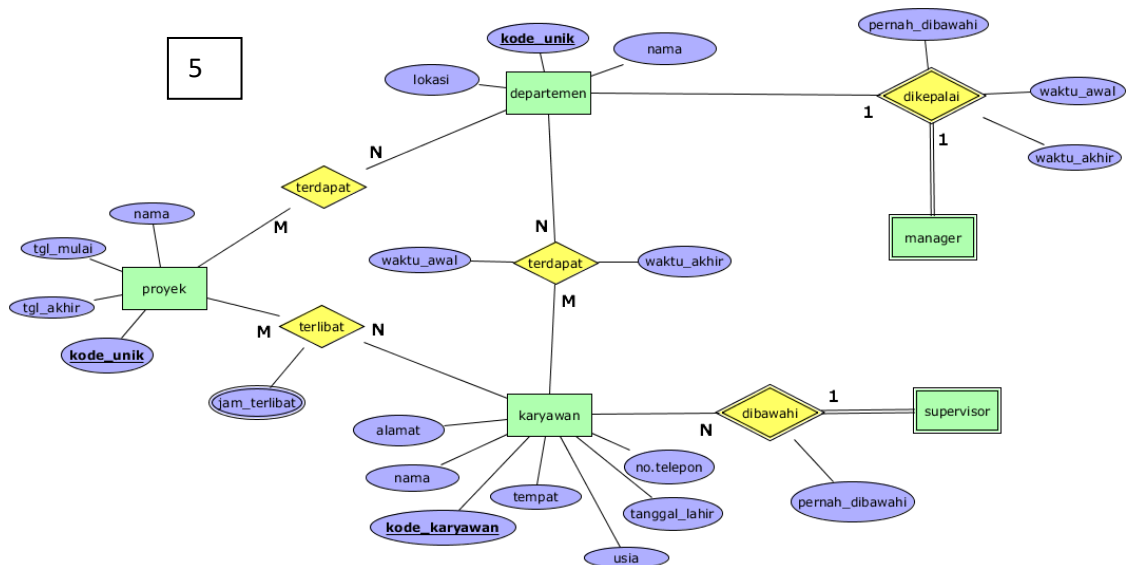 5
kode_unik
nama
lokasi
departemen
pernah_dibawahi
dikepalai
waktu_awal
waktu_akhir
1
1
manager
N
terdapat
M
nama
tgl_mulai
tgl_akhir
proyek
kode_unik
N
waktu_awal
terdapat
waktu_akhir
M
M
terlibat
N
jam_terlibat
karyawan
alamat
nama
kode_karyawan
tempat
usia
tanggal_lahir
no.telepon
N
dibawahi
1
supervisor
pernah_dibawahi